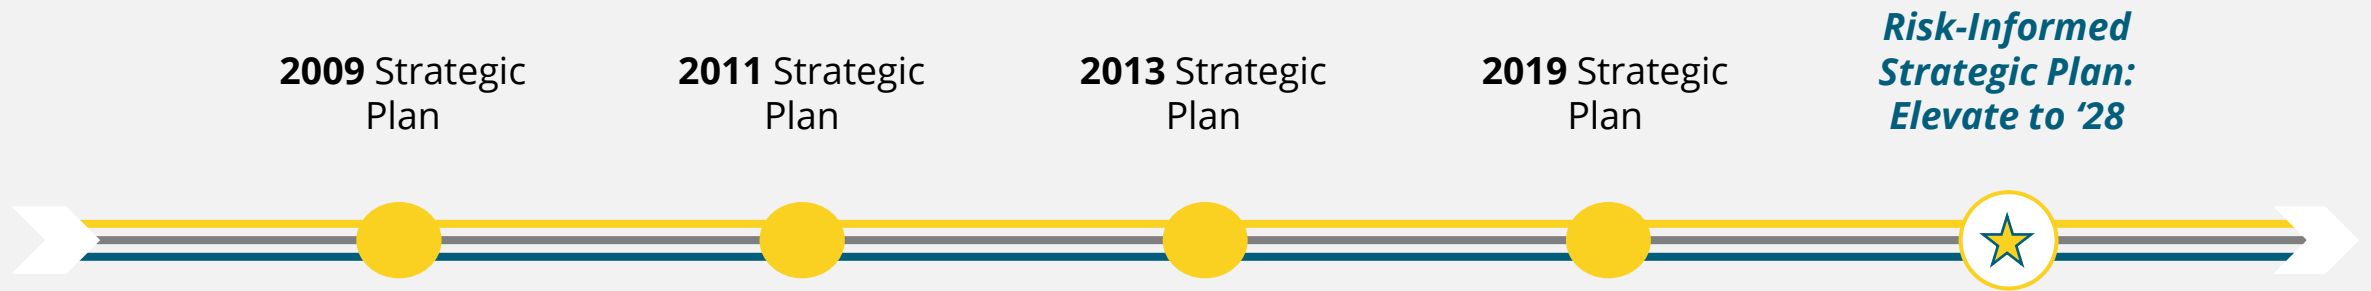 2009 Strategic
Plan
2011 Strategic
Plan
2013 Strategic
Plan
2019 Strategic
Plan
Risk-Informed
Strategic Plan:
Elevate to ‘28